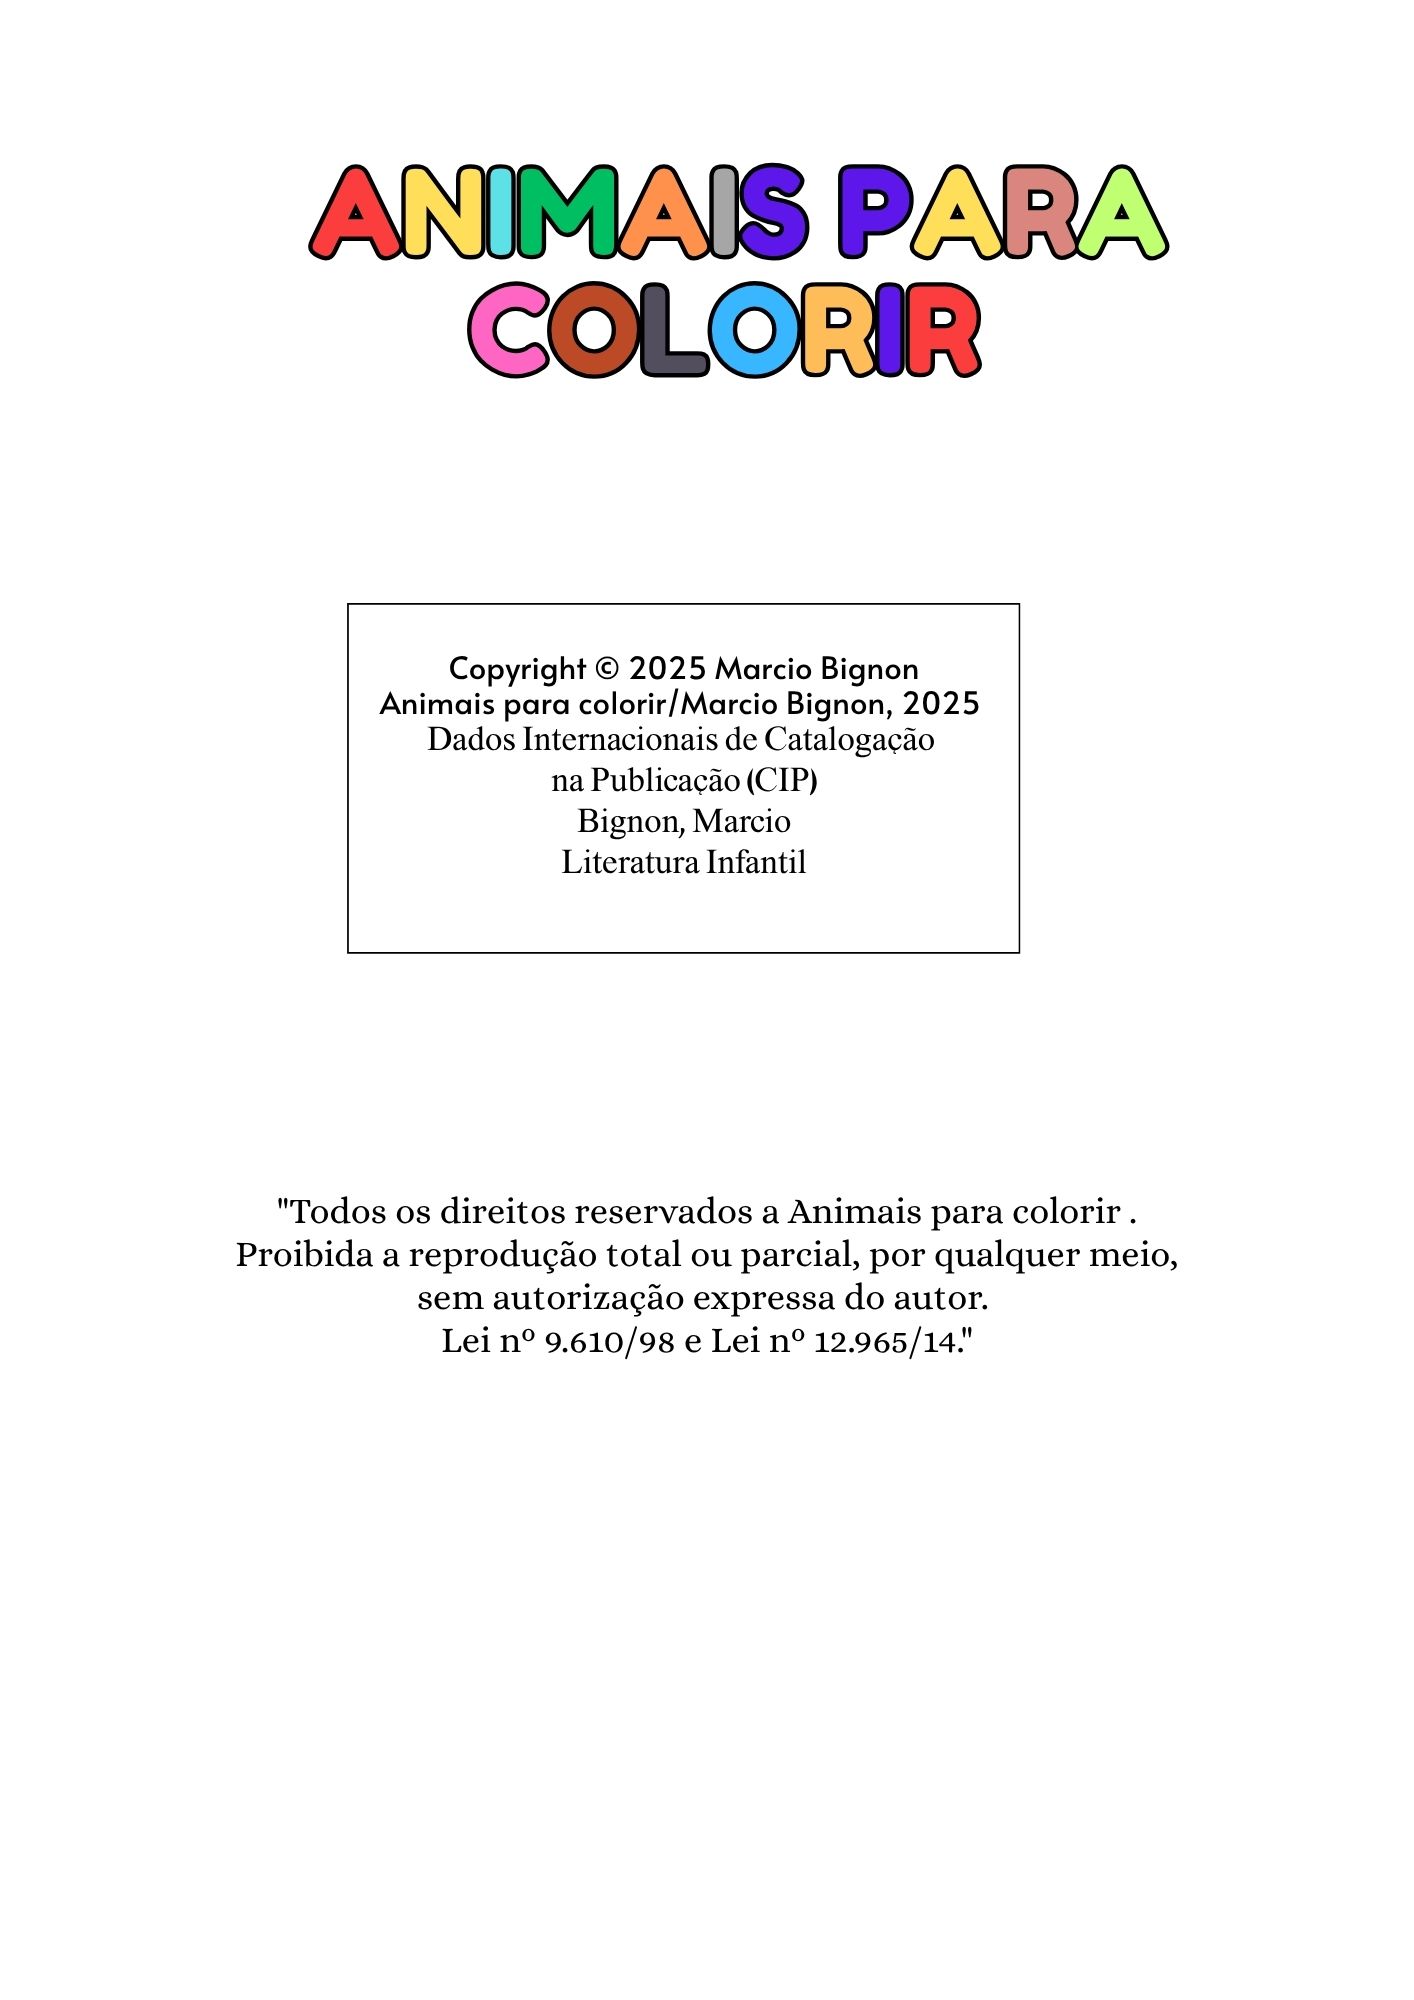 ANIMAIS PARA
COLORIR
Copyright © 2025 Marcio Bignon
Animais para colorir/Marcio Bignon, 2025
Dados Internacionais de Catalogação
na Publicação (CIP)
Bignon, Marcio
Literatura Infantil
"Todos os direitos reservados a Animais para colorir .
Proibida a reprodução total ou parcial, por qualquer meio,
sem autorização expressa do autor.
Lei nº 9.610/98 e Lei nº 12.965/14."